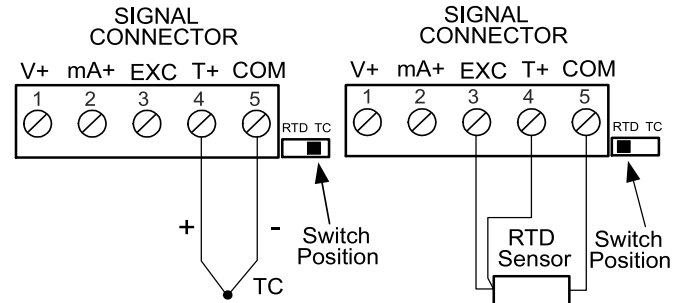 SIGNAL
CONNECTOR
V+ mA+ EXC T+ COM
1 2 3 4 5
RTD TC
+ -
Switch
Position
TC
SIGNAL
CONNECTOR
V+ mA+ EXC T+ COM
1 2 3 4 5
RTD TC
RTD
Sensor
Switch
Position